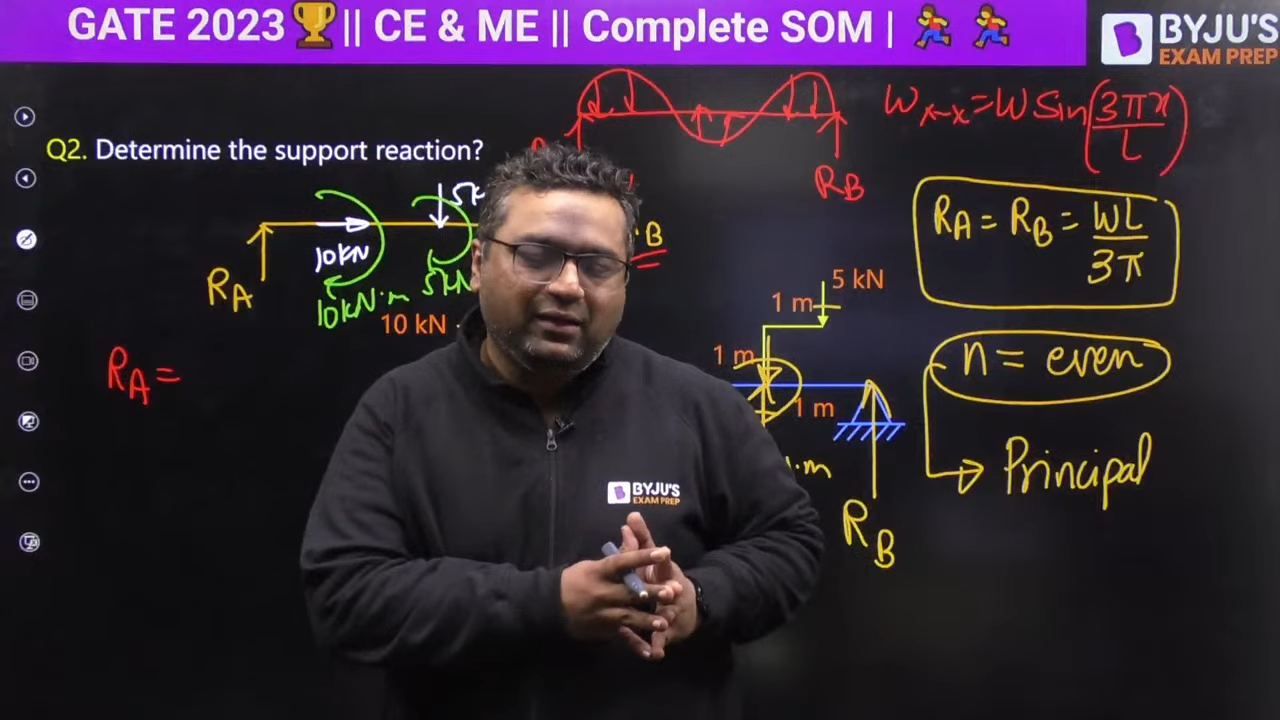 GATE 2023🏆|| CE & ME || Complete SOM | 🏃 🏃
BYJU'S
EXAM PREP
Wx-x = W Sin(3πx/L)
Q2. Determine the support reaction?
RB
RA = RB = WL/3π
10KN
RA
10kN·m
B
5 kN
1 m
10 kN
1 m
n = even
RA =
1 m
Principal
BYJU'S
EXAM PREP
RB